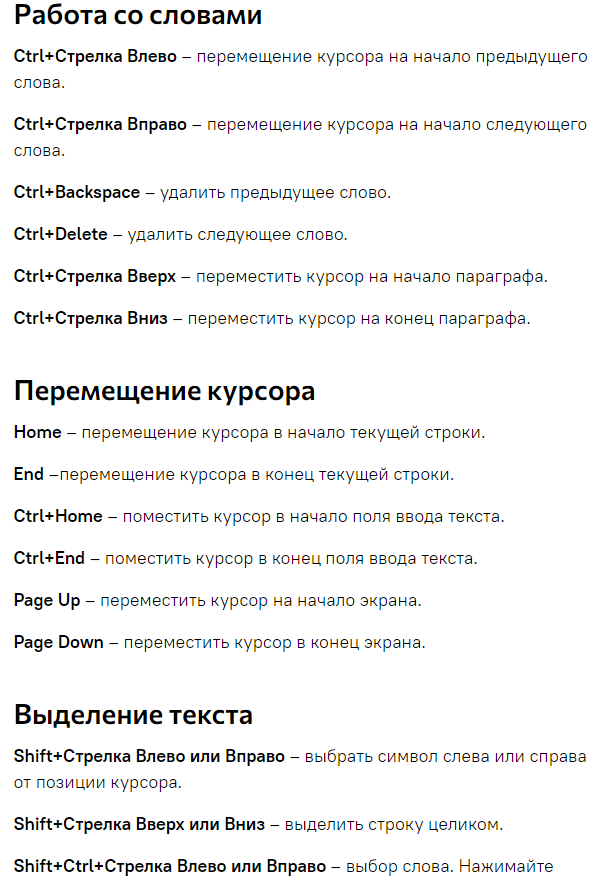 Работа со словами
Ctrl+Стрелка Влево – перемещение курсора на начало предыдущего
слова.
Ctrl+Стрелка Вправо – перемещение курсора на начало следующего
слова.
Ctrl+Backspace – удалить предыдущее слово.
Ctrl+Delete – удалить следующее слово.
Ctrl+Стрелка Вверх – переместить курсор на начало параграфа.
Ctrl+Стрелка Вниз – переместить курсор на конец параграфа.
Перемещение курсора
Home – перемещение курсора в начало текущей строки.
End –перемещение курсора в конец текущей строки.
Ctrl+Home – поместить курсор в начало поля ввода текста.
Ctrl+End – поместить курсор в конец поля ввода текста.
Page Up – переместить курсор на начало экрана.
Page Down – переместить курсор в конец экрана.
Выделение текста
Shift+Стрелка Влево или Вправо – выбрать символ слева или справа
от позиции курсора.
Shift+Стрелка Вверх или Вниз – выделить строку целиком.
Shift+Ctrl+Стрелка Влево или Вправо – выбор слова. Нажимайте